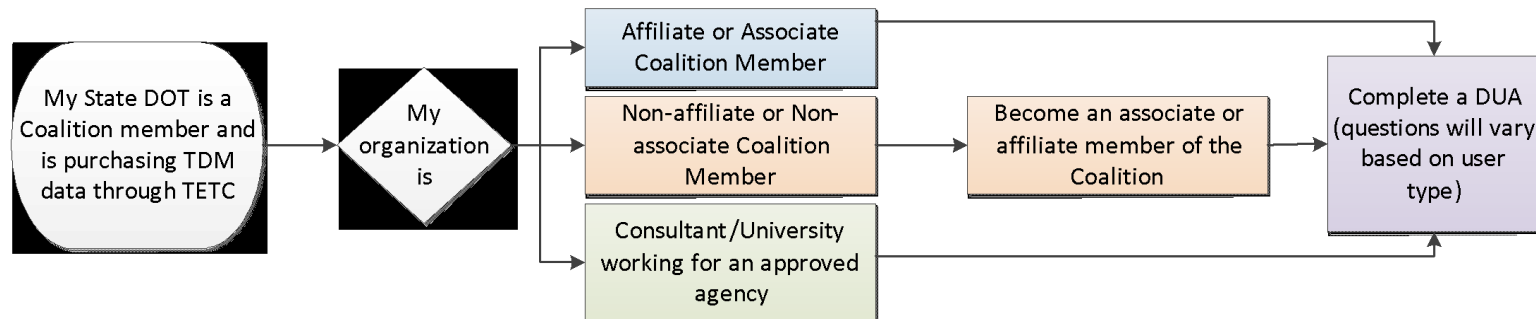 My State DOT is a
Coalition member and
is purchasing TDM
data through TETC
My
organization
is
Affiliate or Associate
Coalition Member
Non-affiliate or Non-
associate Coalition
Member
Consultant/University
working for an approved
agency
Become an associate or
affiliate member of the
Coalition
Complete a DUA
(questions will vary
based on user
type)